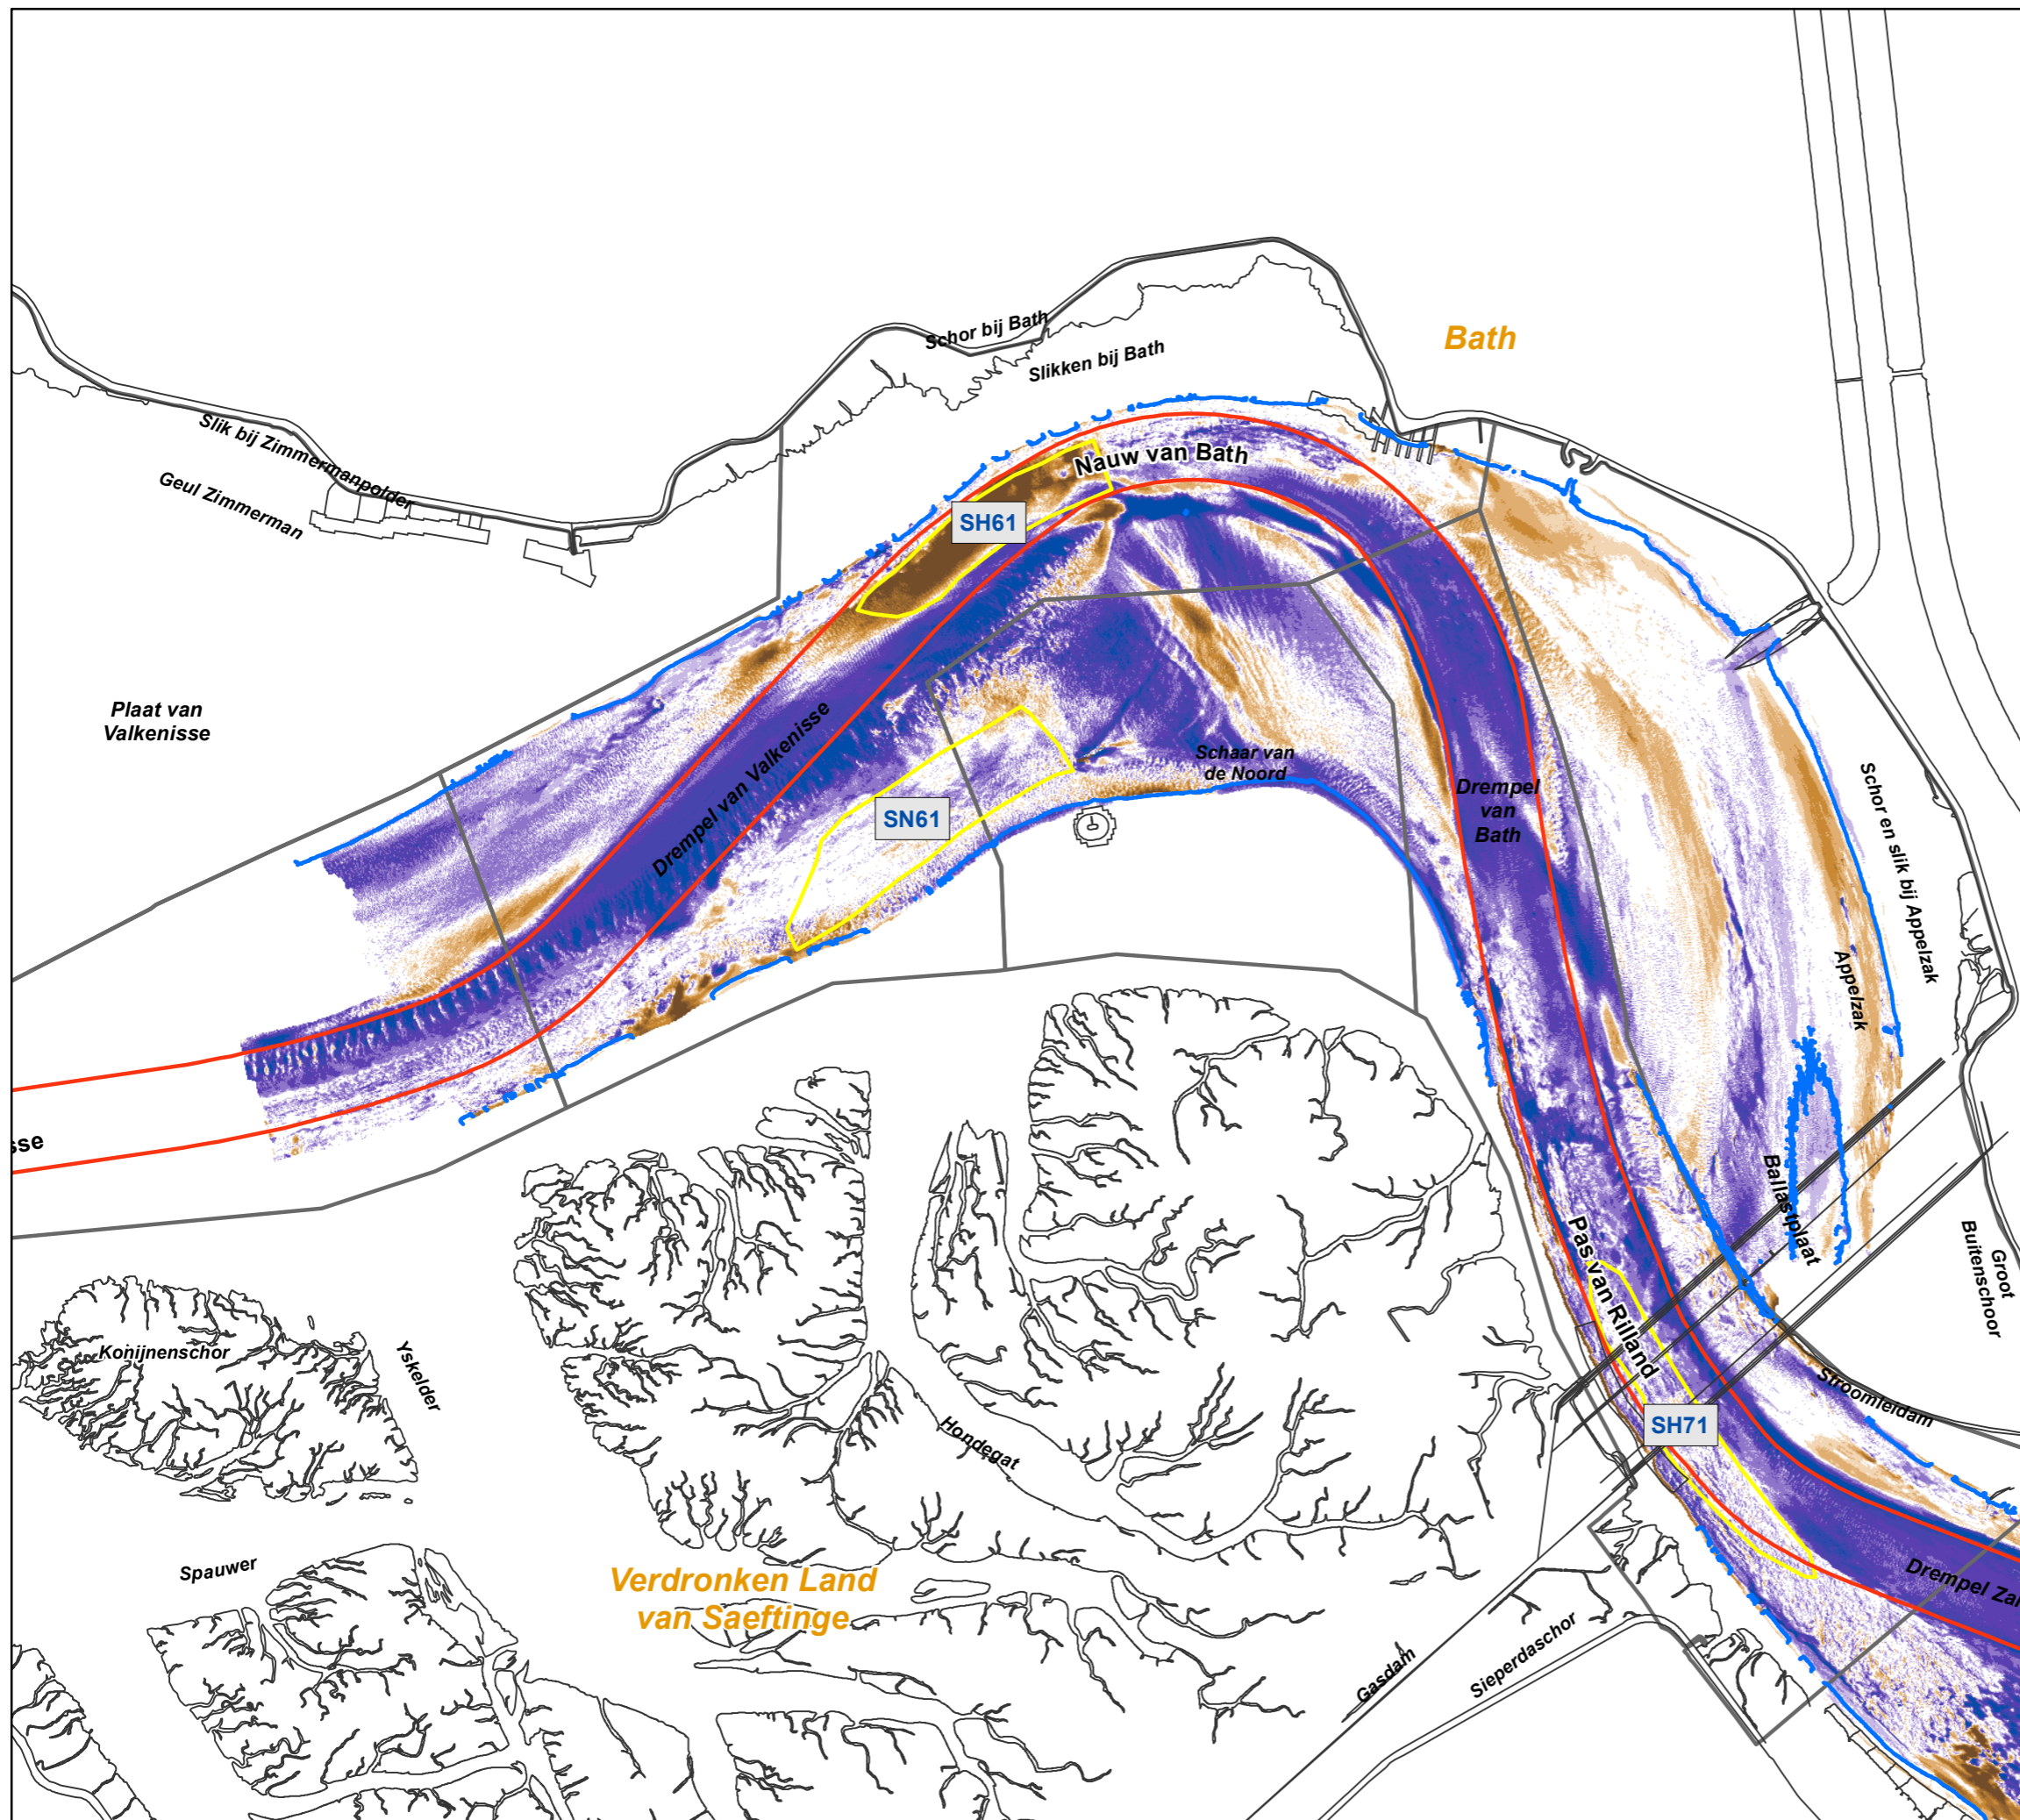 Bath
Schor bij Bath
Slikken bij Bath
Slik bij Zimmermanpolder
Geul Zimmerman
Nauw van Bath
SH61
Plaat van
Valkenisse
Drempel van Valkenisse
Schaar van
de Noord
SN61
Drempel
van
Bath
Schor en slik bij Appelzak
Appelzak
sse
Ballastplaat
Groot
Buitenschoor
Pas van Rilland
Konijnenschor
Yskelder
Stroomleidam
SH71
Hondegat
Spauwer
Verdronken Land
van Saeftinge
Drempel Za
Gasdam
Sieperdaschor